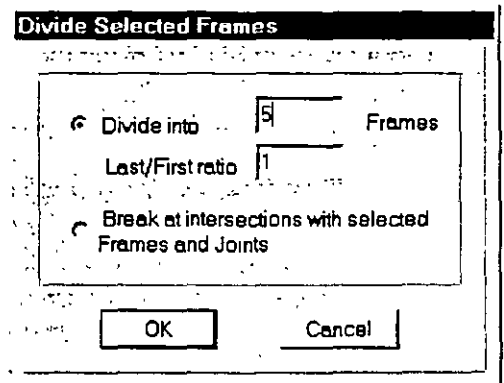 Divide Selected Frames
Divide into 5 Frames
Last/First ratio 1
Break at intersections with selected
Frames and Joints
OK Cancel